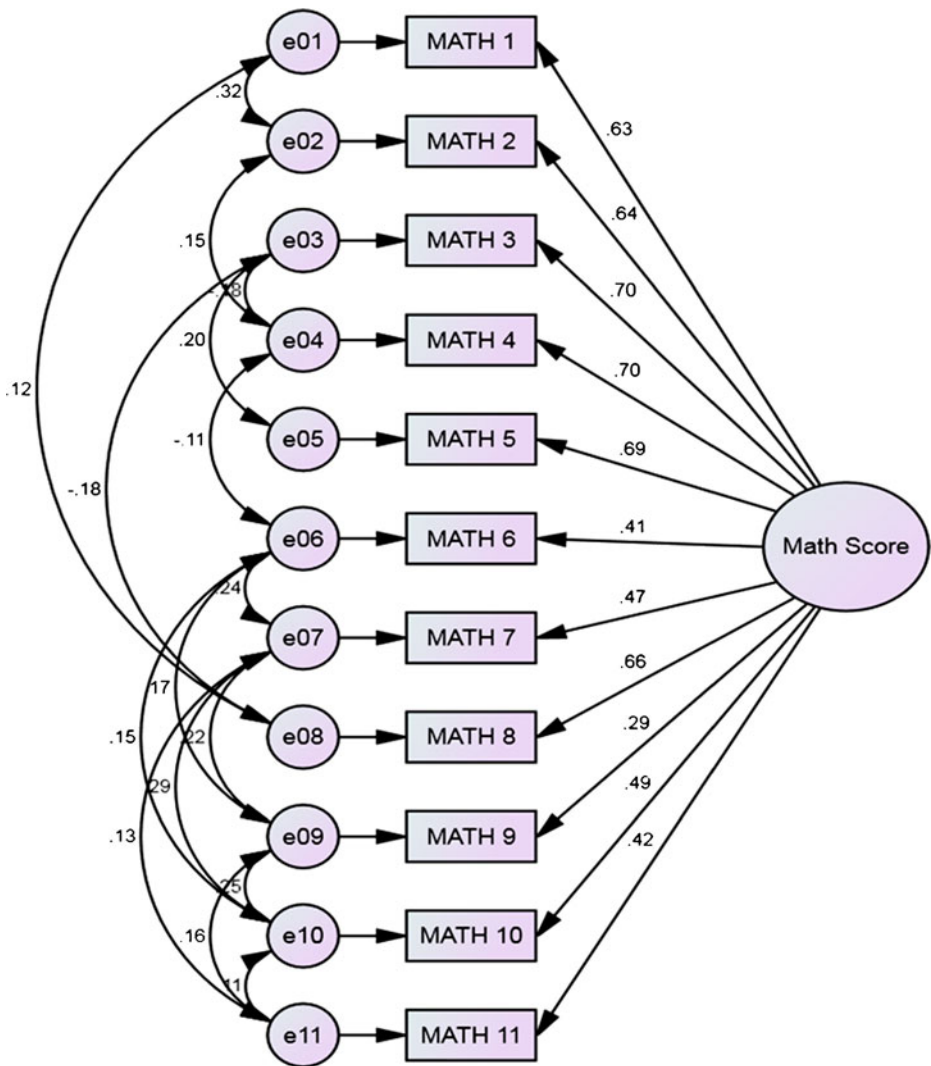 e01
MATH 1
.32
.63
e02
MATH 2
.64
e03
MATH 3
.15
.70
e04
MATH 4
.20
.70
.12
e05
MATH 5
-.11
.69
-.18
e06
MATH 6
.41
Math Score
.24
.47
e07
MATH 7
.66
.17
e08
MATH 8
.15
.22
.29
.29
.49
.13
e09
MATH 9
.42
.25
e10
MATH 10
.16
.11
e11
MATH 11